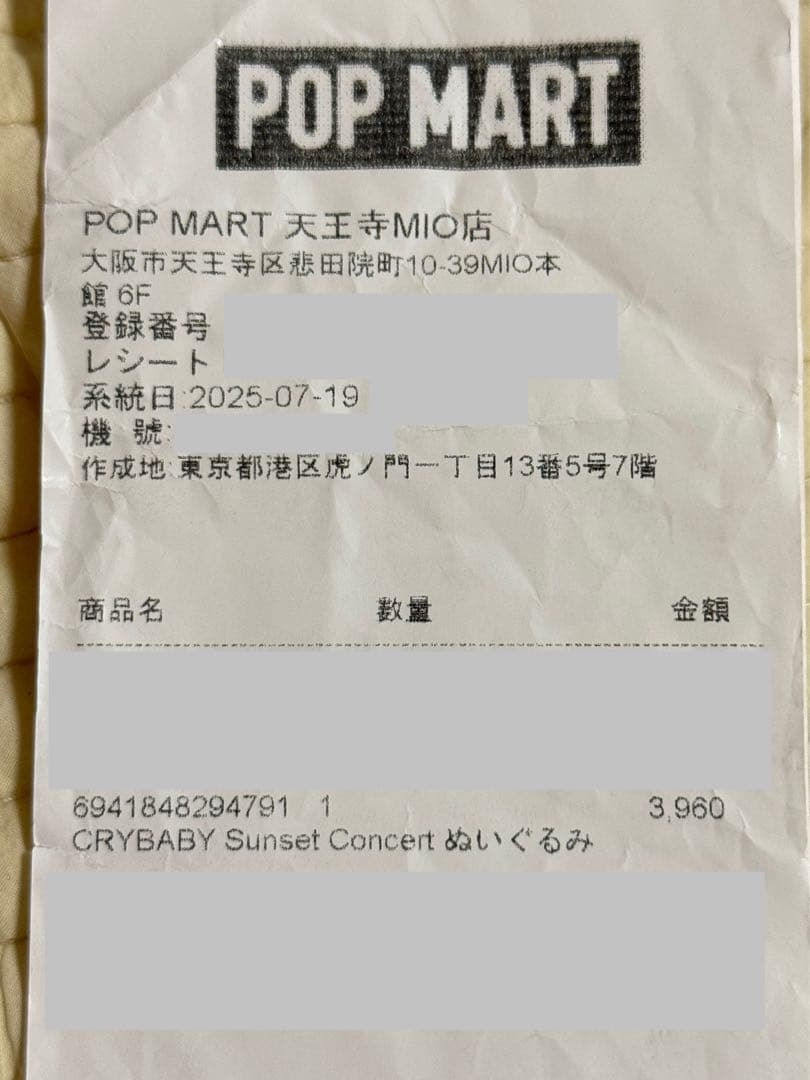 POP MART
POP MART 天王寺MIO店
大阪市天王寺区悲田院町10-39MIO本
館 6F
登録番号
レシート
系統日:2025-07-19
機 號:
作成地:東京都港区虎ノ門一丁目13番5号7階
商品名 数量 金額
6941848294791 1 3,960
CRYBABY Sunset Concert ぬいぐるみ